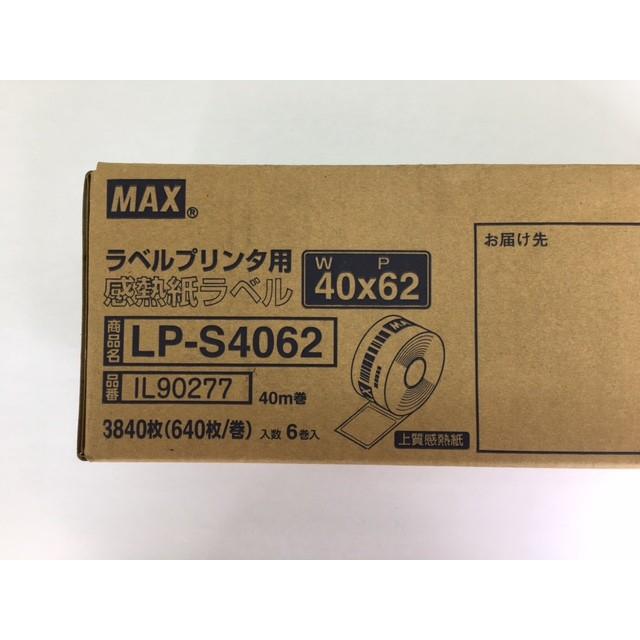 MAX®
ラベルプリンタ用
感熱紙ラベル
W P
40x62
商品名 LP-S4062
品番 IL90277 40m巻
3840枚(640枚/巻) 入数 6巻入
MAX
上質感熱紙
お届け先